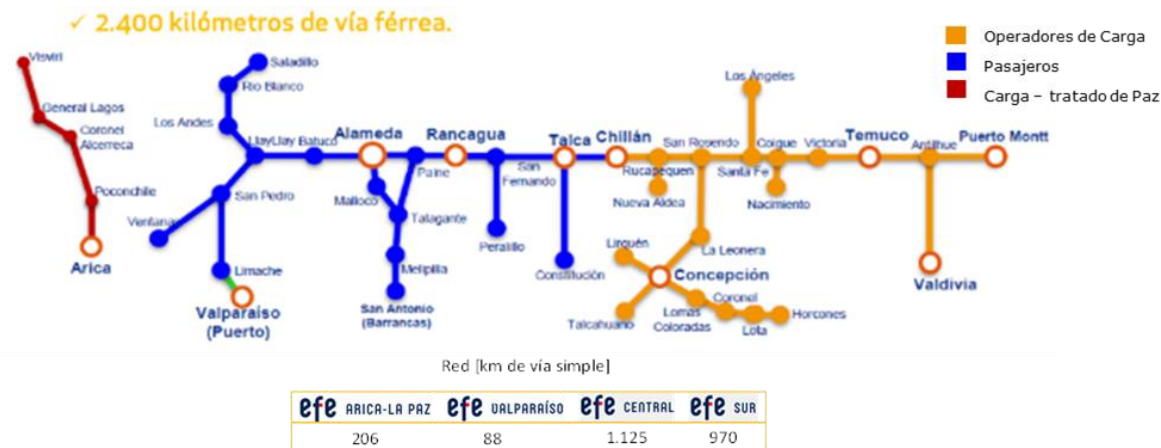 ✓ 2.400 kilómetros de vía férrea.
Operadores de Carga
Pasajeros
Carga – tratado de Paz
Visviri
General Lagos
Coronel
Alcerreca
Poconchile
Arica
Saladillo
Rio Blanco
Los Andes
LlayLlay
Batuco
San Pedro
Ventanas
Limache
Valparaíso
(Puerto)
Alameda
Malloco
Paine
Talagante
Melipilla
San Antonio
(Barrancas)
Rancagua
San
Fernando
Peralillo
Talca
Constitución
Chillán
Rucapequen
Nueva Aldea
San Rosendo
La Leonera
Lirquén
Concepción
Talcahuano
Lomas
Coloradas
Coronel
Lota
Horcones
Los Ángeles
Santa Fe
Coigue
Nacimiento
Victoria
Temuco
Antilhue
Valdivia
Puerto Montt
Red [km de vía simple]
efe ARICA-LA PAZ efe VALPARAÍSO efe CENTRAL efe SUR
206 88 1.125 970